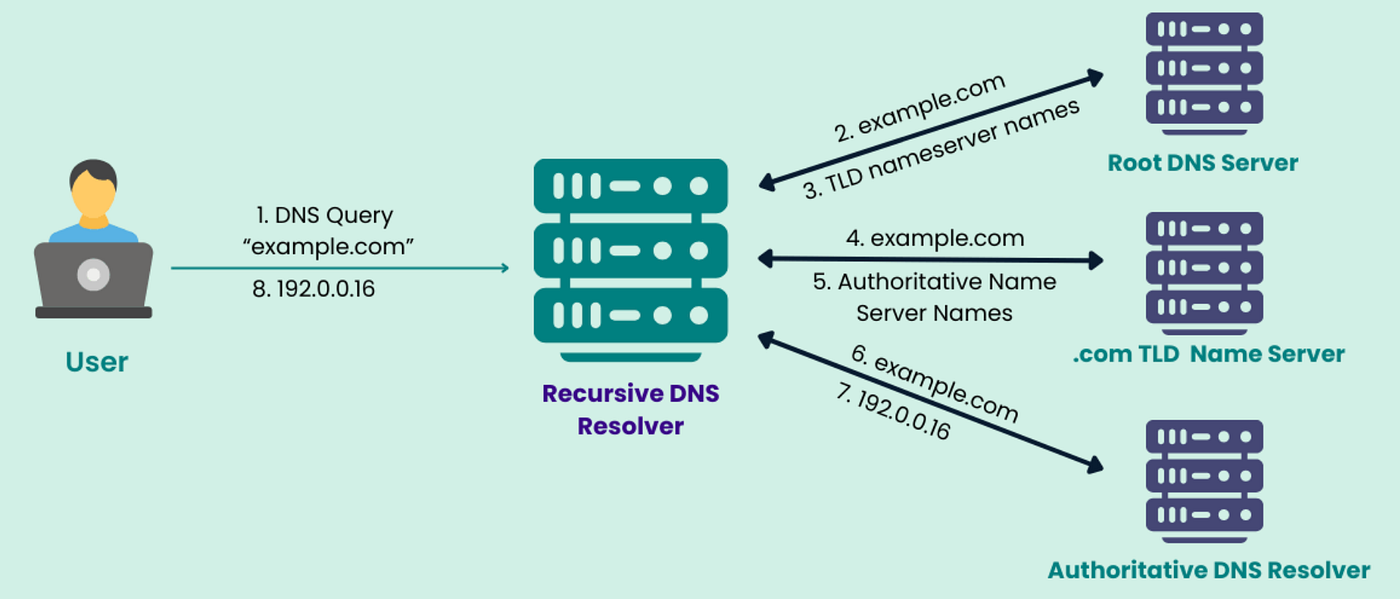 1. DNS Query
“example.com”
8. 192.0.0.16
User
Recursive DNS
Resolver
2. example.com
3. TLD nameserver names
Root DNS Server
4. example.com
5. Authoritative Name
Server Names
.com TLD  Name Server
6. example.com
7. 192.0.0.16
Authoritative DNS Resolver